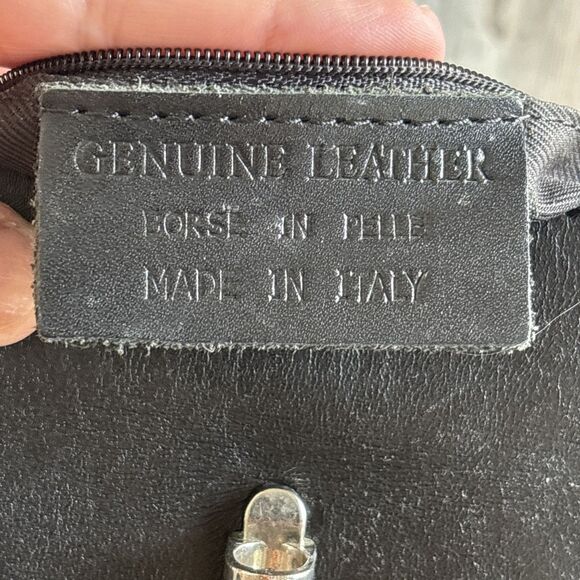 GENUINE LEATHER
BORSE IN PELLE
MADE IN ITALY